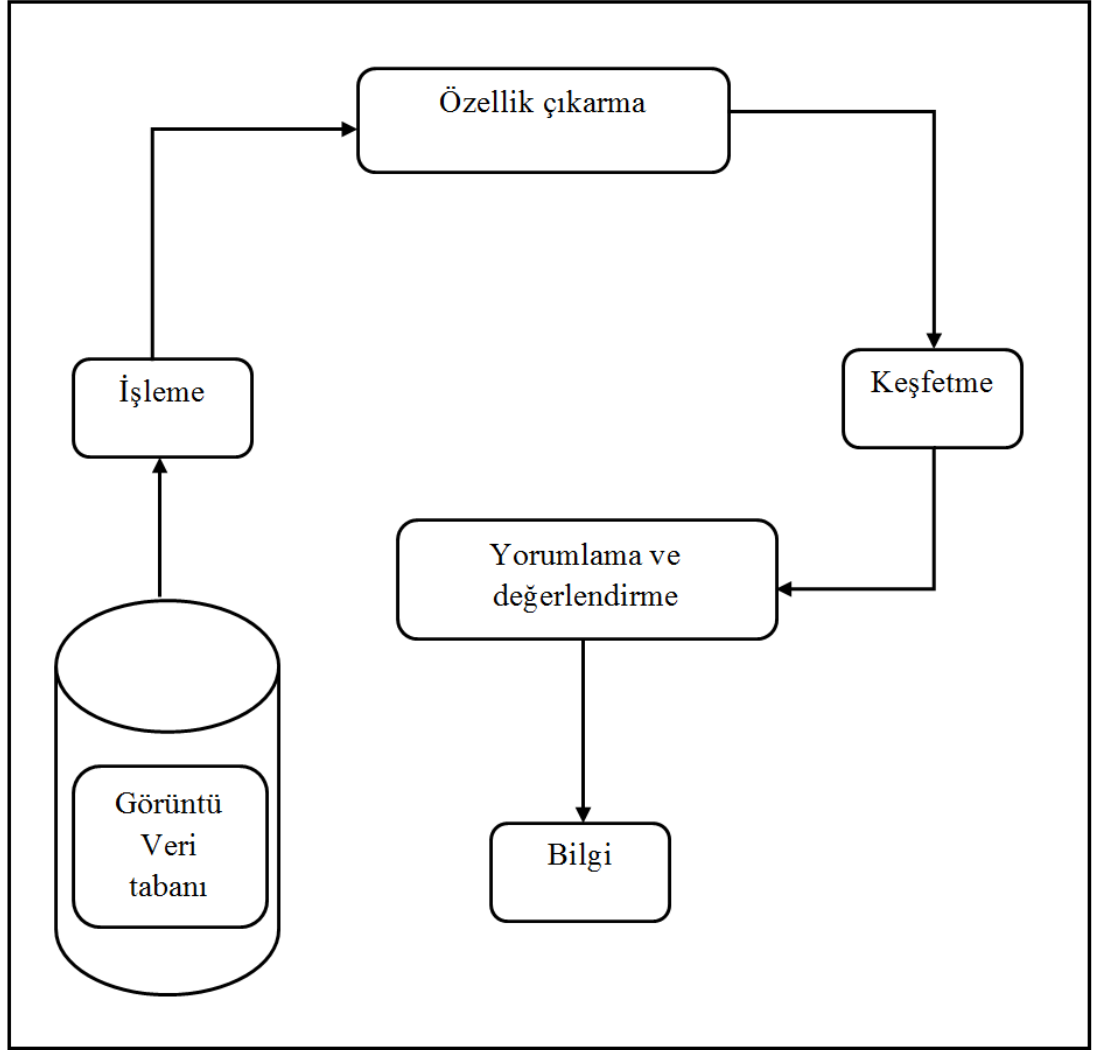 Özellik çıkarma
İşleme
Keşfetme
Yorumlama ve
değerlendirme
Görüntü
Veri
tabanı
Bilgi